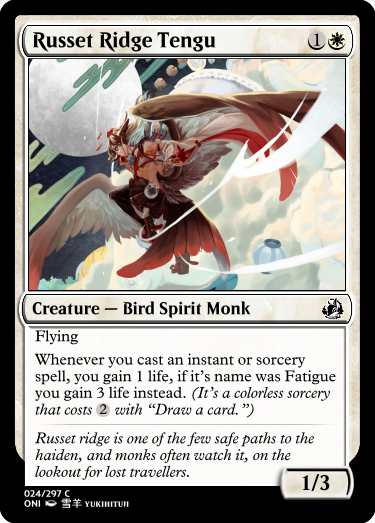 Russet Ridge Tengu 1
Creature — Bird Spirit Monk
Flying
Whenever you cast an instant or sorcery
spell, you gain 1 life, if it's name was Fatigue
you gain 3 life instead. (It's a colorless sorcery
that costs 2 with “Draw a card.”)
Russet ridge is one of the few safe paths to the
haiden, and monks often watch it, on the
lookout for lost travellers.
1/3
024/297 C
ONI 雪羊 YUKIHITUJI